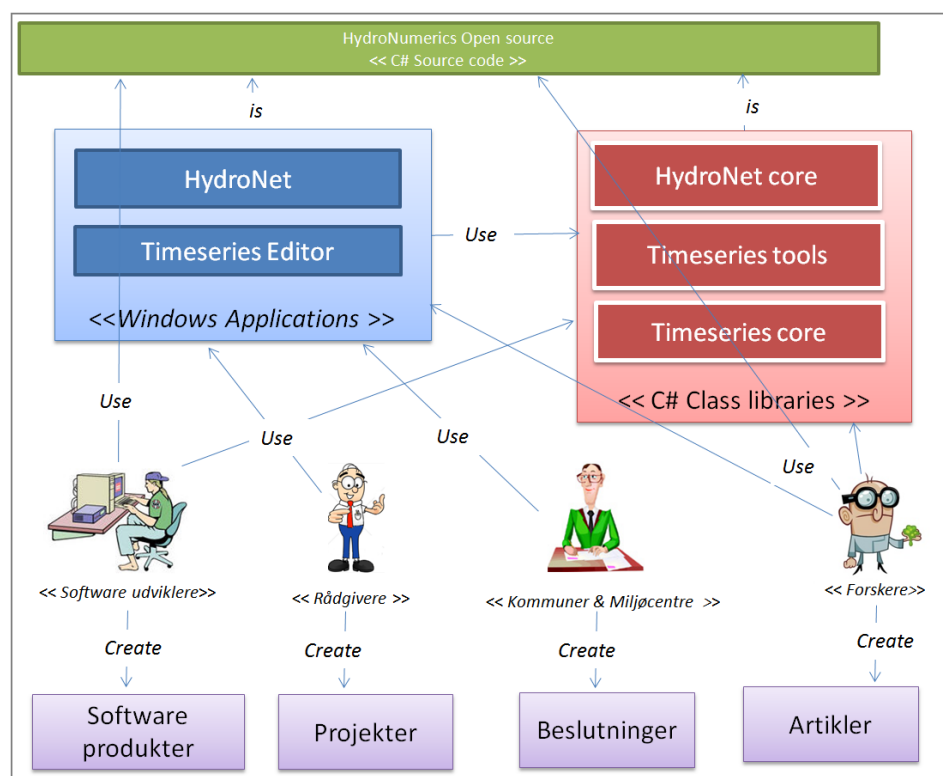 HydroNumerics Open source
<< C# Source code >>
is
is
HydroNet
Timeseries Editor
<<Windows Applications >>
Use
HydroNet core
Timeseries tools
Timeseries core
<< C# Class libraries >>
Use
Use
Use
Use
<< Software udviklere>>
<< Rådgivere >>
<< Kommuner & Miljøcentre >>
<< Forskere>>
Create
Create
Create
Create
Software
produkter
Projekter
Beslutninger
Artikler